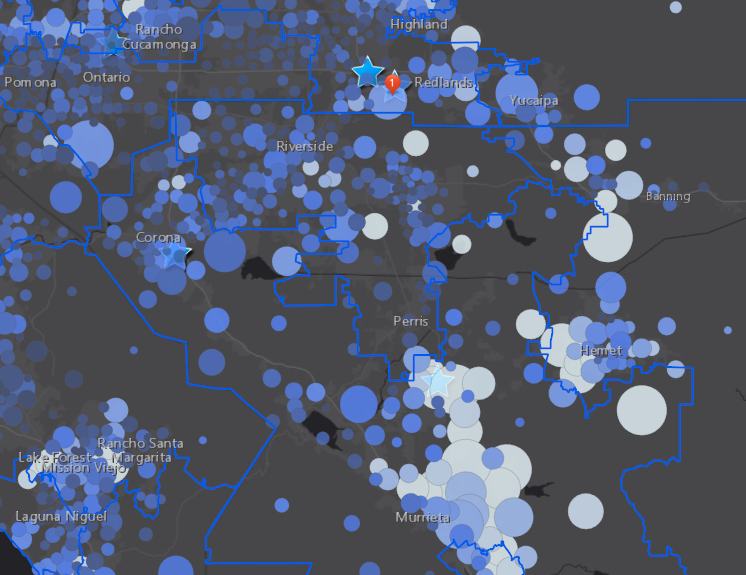 Rancho
Cucamonga
Highland
Pomona
Ontario
1
Redlands
Yucaipa
Riverside
Banning
Corona
Perris
Hemet
Rancho Santa
Margarita
Lake Forest
Mission Viejo
Laguna Niguel
Murrieta